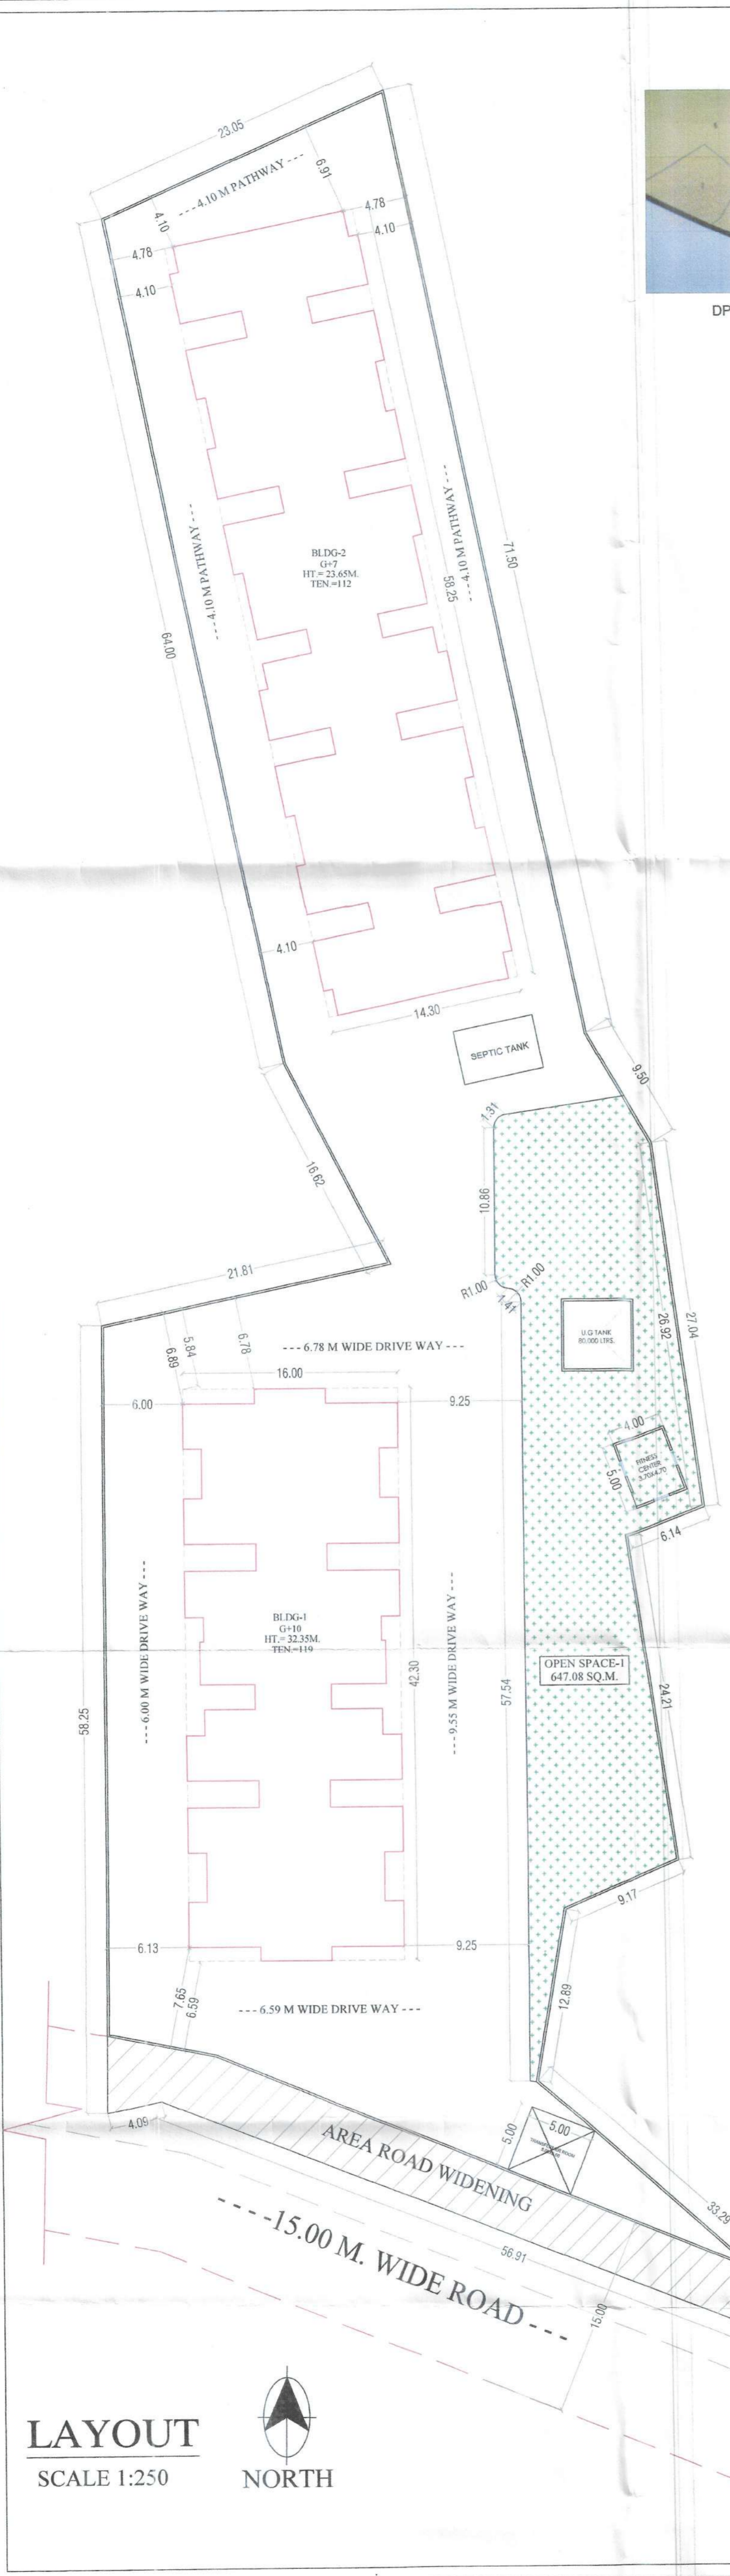 23.05
---4.10 M PATHWAY---
6.91
4.10
4.78
4.10
4.78
4.10
DP
---4.10 M PATHWAY---
---4.10 M PATHWAY---
58.25
71.50
64.00
BLDG-2
G+7
HT.= 23.65M.
TEN.=112
4.10
14.30
SEPTIC TANK
9.50
1.31
10.86
16.62
R1.00
R1.00
1.41
21.81
6.89
5.84
6.78
---6.78 M WIDE DRIVE WAY---
16.00
6.00
9.25
U.G TANK
80,000 LTRS.
26.92
27.04
4.00
5.00
FITNESS
CENTER
3.70X4.70
6.14
BLDG-1
G+10
HT.= 32.35M.
TEN.=119
---6.00 M WIDE DRIVE WAY---
---9.55 M WIDE DRIVE WAY---
42.30
57.54
58.25
OPEN SPACE-1
647.08 SQ.M.
24.21
9.17
6.13
9.25
7.65
6.59
---6.59 M WIDE DRIVE WAY---
12.89
4.09
5.00
5.00
AREA ROAD WIDENING
33.29
----15.00 M. WIDE ROAD---
56.91
15.00
LAYOUT
SCALE 1:250
NORTH